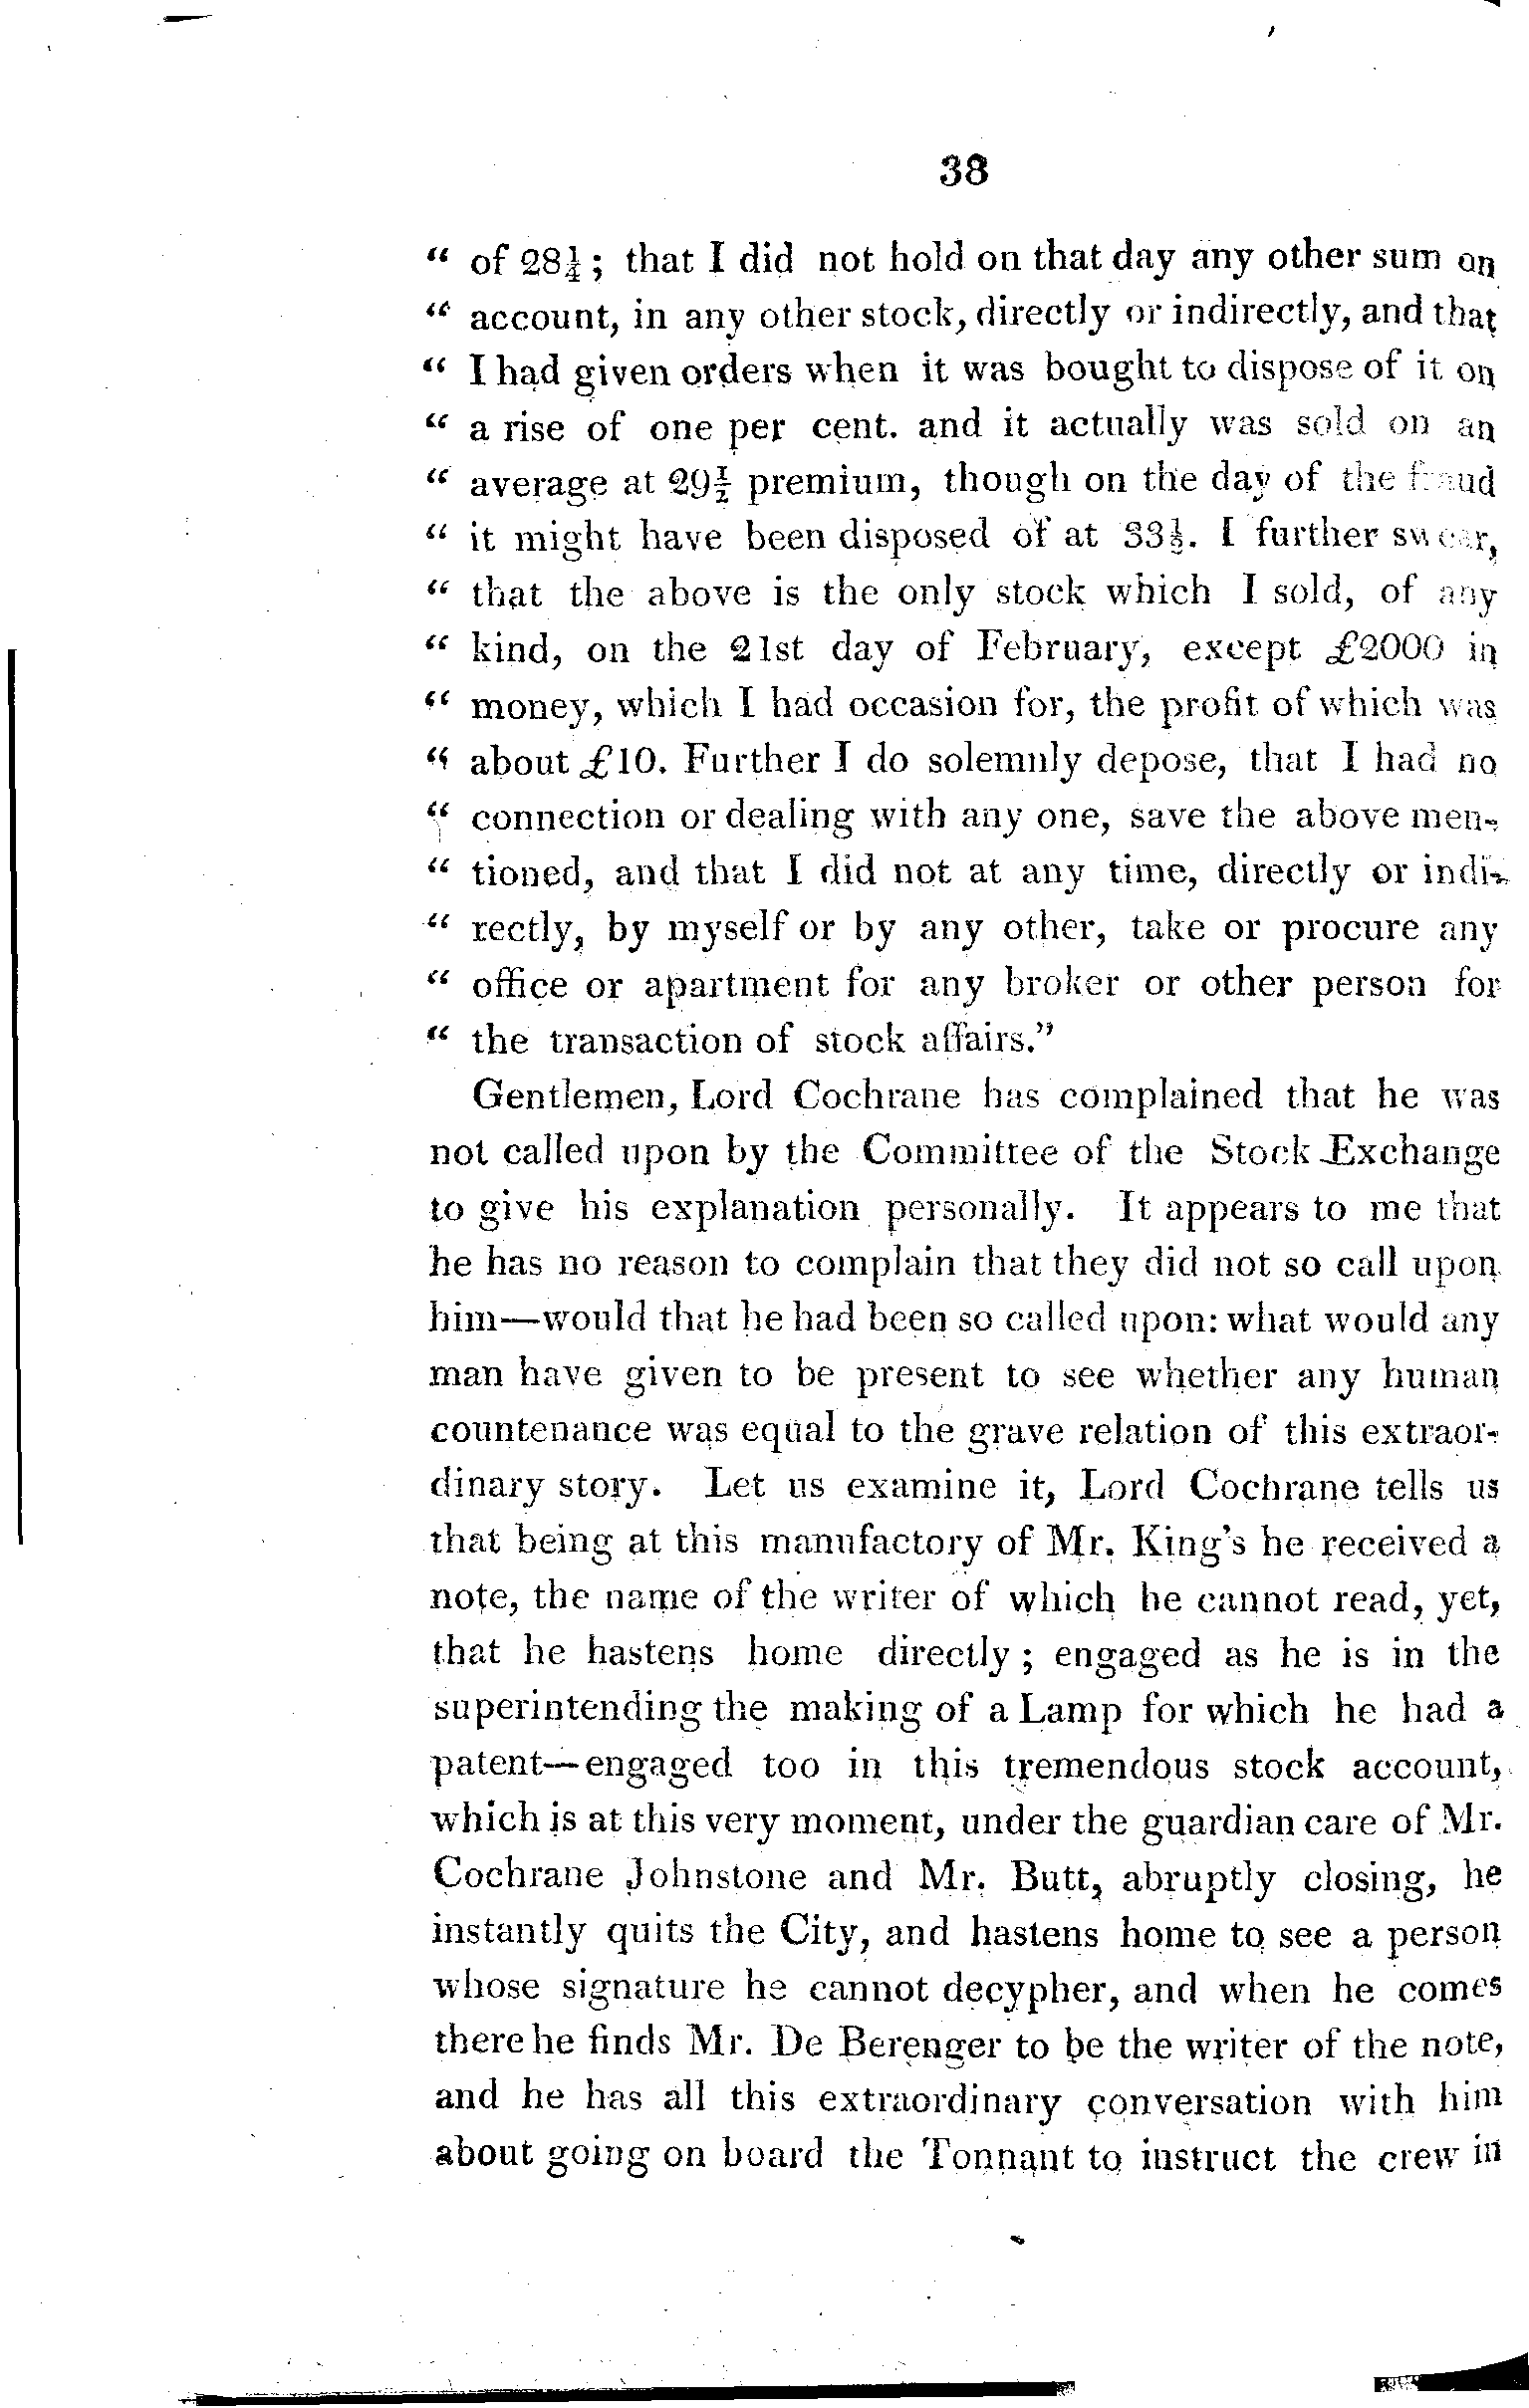 38
“ of 28¼; that I did not hold on that day any other sum on
“ account, in any other stock, directly or indirectly, and that
“ I had given orders when it was bought to dispose of it on
“ a rise of one per cent. and it actually was sold on an
“ average at 29½ premium, though on the day of the fraud
“ it might have been disposed of at 33⅛. I further swear,
“ that the above is the only stock which I sold, of any
“ kind, on the 21st day of February, except £2000 in
“ money, which I had occasion for, the profit of which was
“ about £10. Further I do solemnly depose, that I had no
“ connection or dealing with any one, save the above men-
“ tioned, and that I did not at any time, directly or indi-
“ rectly, by myself or by any other, take or procure any
“ office or apartment for any broker or other person for
“ the transaction of stock affairs.”
Gentlemen, Lord Cochrane has complained that he was
not called upon by the Committee of the Stock Exchange
to give his explanation personally. It appears to me that
he has no reason to complain that they did not so call upon
him—would that he had been so called upon: what would any
man have given to be present to see whether any human
countenance was equal to the grave relation of this extraor-
dinary story. Let us examine it, Lord Cochrane tells us
that being at this manufactory of Mr. King's he received a
note, the name of the writer of which he cannot read, yet,
that he hastens home directly; engaged as he is in the
superintending the making of a Lamp for which he had a
patent—engaged too in this tremendous stock account,
which is at this very moment, under the guardian care of Mr.
Cochrane Johnstone and Mr. Butt, abruptly closing, he
instantly quits the City, and hastens home to see a person
whose signature he cannot decypher, and when he comes
there he finds Mr. De Berenger to be the writer of the note,
and he has all this extraordinary conversation with him
about going on board the Tonnant to instruct the crew in